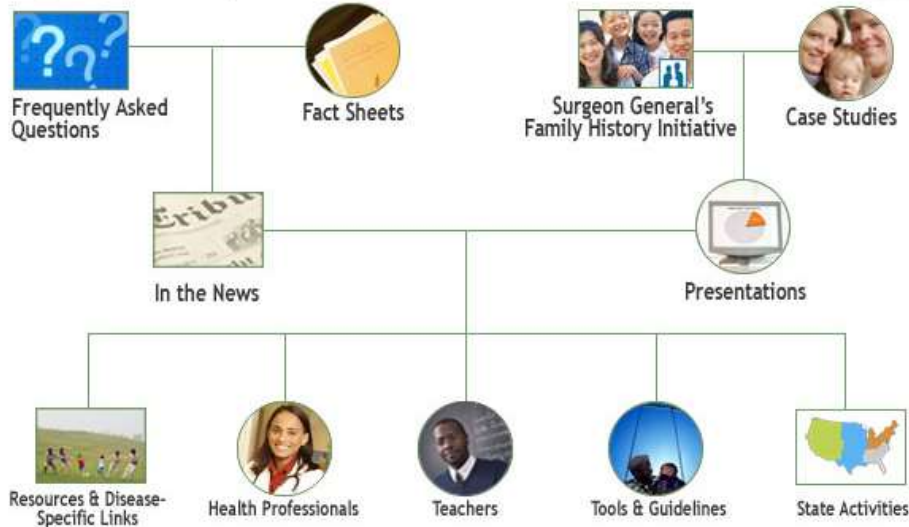 Frequently Asked
Questions
Fact Sheets
Surgeon General's
Family History Initiative
Case Studies
Tribu
In the News
Presentations
Resources & Disease-
Specific Links
Health Professionals
Teachers
Tools & Guidelines
State Activities